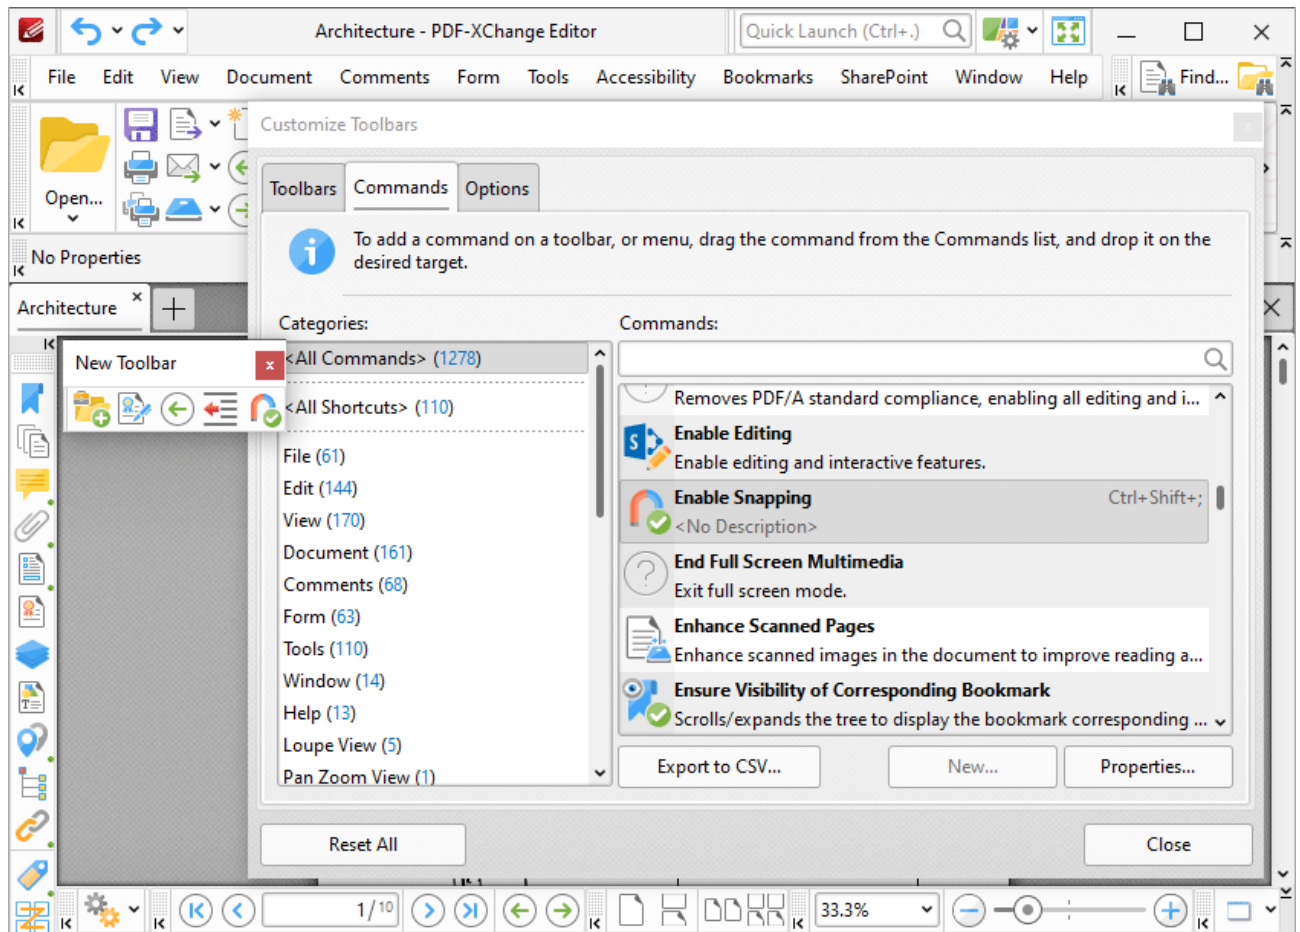 Architecture - PDF-XChange Editor
Quick Launch (Ctrl+.)
File Edit View Document Comments Form Tools Accessibility Bookmarks SharePoint Window Help
Find...
Open...
No Properties
Architecture
Customize Toolbars
Toolbars Commands Options
To add a command on a toolbar, or menu, drag the command from the Commands list, and drop it on the
desired target.
Categories:
<All Commands> (1278)
<All Shortcuts> (110)
File (61)
Edit (144)
View (170)
Document (161)
Comments (68)
Form (63)
Tools (110)
Window (14)
Help (13)
Loupe View (5)
Pan Zoom View (1)
Commands:
Removes PDF/A standard compliance, enabling all editing and i...
Enable Editing
Enable editing and interactive features.
Enable Snapping Ctrl+Shift+;
<No Description>
End Full Screen Multimedia
Exit full screen mode.
Enhance Scanned Pages
Enhance scanned images in the document to improve reading a...
Ensure Visibility of Corresponding Bookmark
Scrolls/expands the tree to display the bookmark corresponding ...
Export to CSV... New... Properties...
Reset All Close
New Toolbar
1/10
33.3%